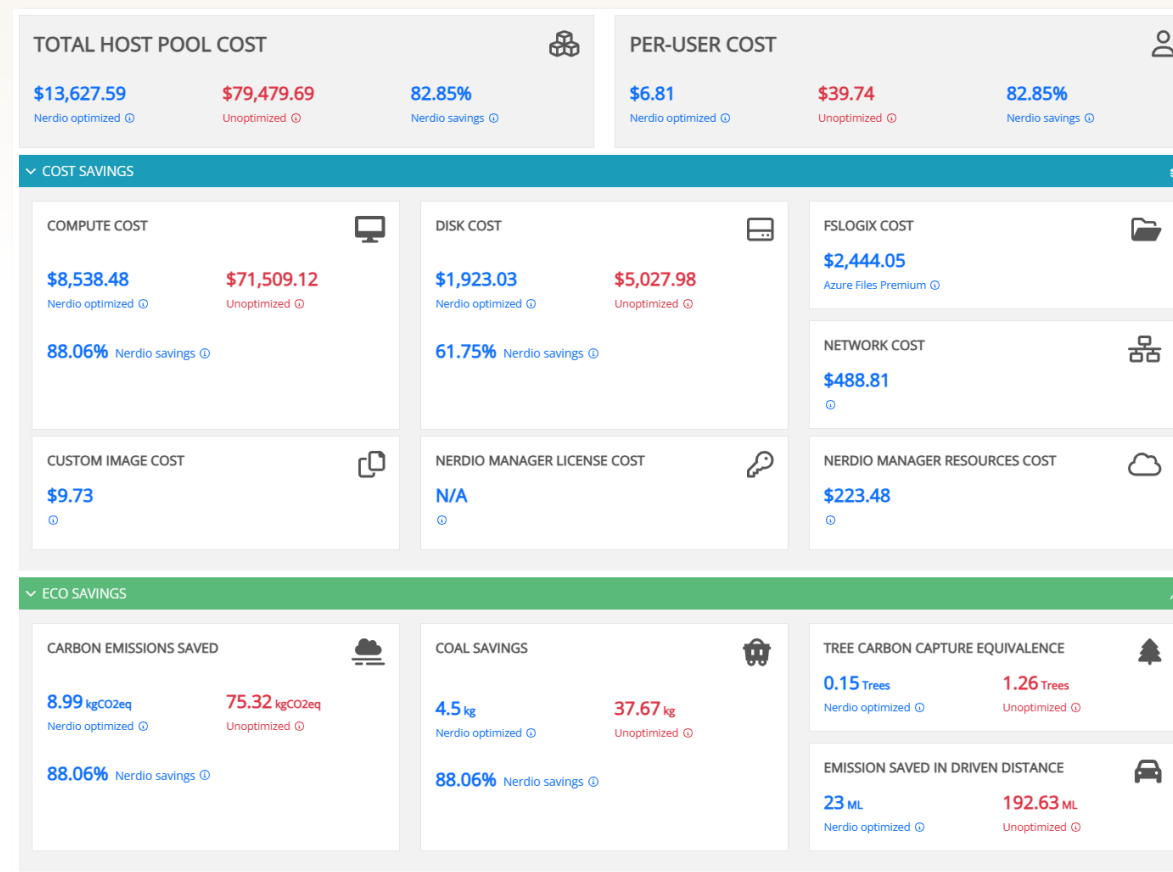 TOTAL HOST POOL COST
$13,627.59 $79,479.69 82.85%
Nerdio optimized Unoptimized Nerdio savings
PER-USER COST
$6.81 $39.74 82.85%
Nerdio optimized Unoptimized Nerdio savings
COST SAVINGS
COMPUTE COST
$8,538.48 $71,509.12
Nerdio optimized Unoptimized
88.06% Nerdio savings
DISK COST
$1,923.03 $5,027.98
Nerdio optimized Unoptimized
61.75% Nerdio savings
FSLOGIX COST
$2,444.05
Azure Files Premium
NETWORK COST
$488.81
CUSTOM IMAGE COST
$9.73
NERDIO MANAGER LICENSE COST
N/A
NERDIO MANAGER RESOURCES COST
$223.48
ECO SAVINGS
CARBON EMISSIONS SAVED
8.99 kgCO2eq 75.32 kgCO2eq
Nerdio optimized Unoptimized
88.06% Nerdio savings
COAL SAVINGS
4.5 kg 37.67 kg
Nerdio optimized Unoptimized
88.06% Nerdio savings
TREE CARBON CAPTURE EQUIVALENCE
0.15 Trees 1.26 Trees
Nerdio optimized Unoptimized
EMISSION SAVED IN DRIVEN DISTANCE
23 ML 192.63 ML
Nerdio optimized Unoptimized